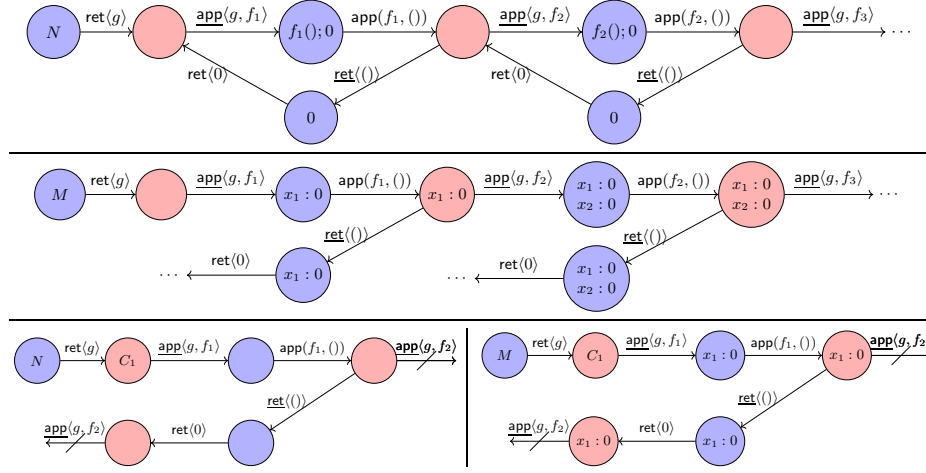 ret⟨g⟩ app⟨g, f₁⟩ app(f₁, ()) app⟨g, f₂⟩ app(f₂, ()) app⟨g, f₃⟩
N f₁(); 0 f₂(); 0 ···
ret⟨0⟩ ret⟨()⟩ ret⟨0⟩ ret⟨()⟩
0 0
ret⟨g⟩ app⟨g, f₁⟩ app(f₁, ()) app⟨g, f₂⟩ app(f₂, ()) app⟨g, f₃⟩
M x₁ : 0 x₁ : 0 x₁ : 0 x₁ : 0 ···
x₂ : 0 x₂ : 0
ret⟨()⟩ ret⟨()⟩
ret⟨0⟩ ret⟨0⟩
··· x₁ : 0 ··· x₁ : 0
x₂ : 0
ret⟨g⟩ app⟨g, f₁⟩ app(f₁, ()) app⟨g, f₂⟩
N C₁
ret⟨()⟩
app⟨g, f₂⟩ ret⟨0⟩
ret⟨g⟩ app⟨g, f₁⟩ app(f₁, ()) app⟨g, f₂
M C₁ x₁ : 0 x₁ : 0
ret⟨()⟩
app⟨g, f₂⟩ ret⟨0⟩
x₁ : 0 x₁ : 0